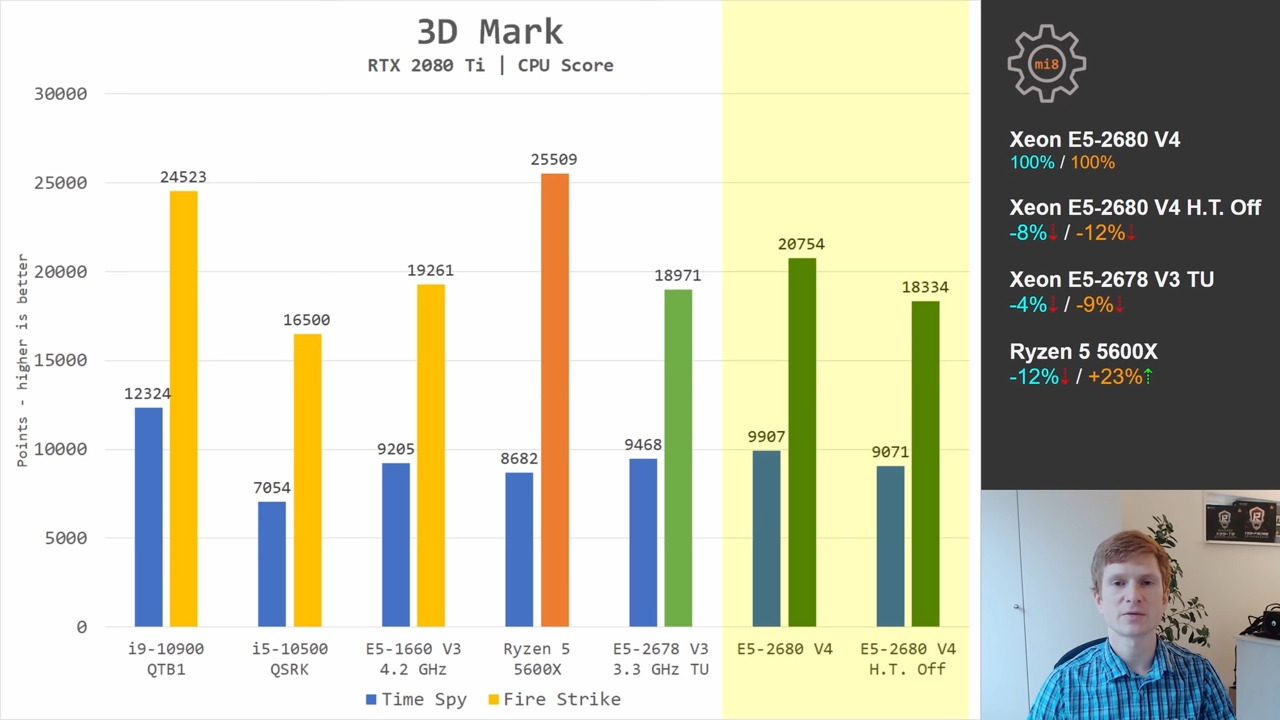 3D Mark
RTX 2080 Ti | CPU Score
Points - higher is better
30000
25000
20000
15000
10000
5000
0
24523
12324
16500
7054
19261
9205
25509
8682
18971
9468
20754
9907
18334
9071
i9-10900
QTB1
i5-10500
QSRK
E5-1660 V3
4.2 GHz
Ryzen 5
5600X
E5-2678 V3
3.3 GHz TU
E5-2680 V4
E5-2680 V4
H.T. Off
Time Spy
Fire Strike
mi8
Xeon E5-2680 V4
100% / 100%
Xeon E5-2680 V4 H.T. Off
-8%↓ / -12%↓
Xeon E5-2678 V3 TU
-4%↓ / -9%↓
Ryzen 5 5600X
-12%↓ / +23%↑